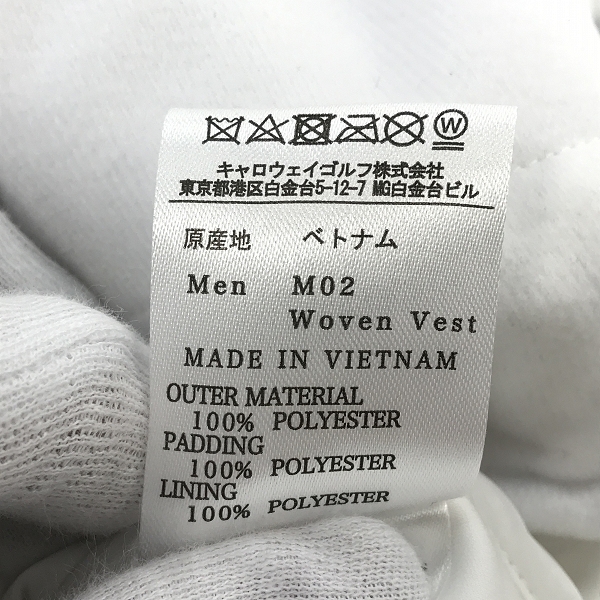 W
キャロウェイゴルフ株式会社
東京都港区白金台5-12-7 MG白金台ビル
原産地 ベトナム
Men M02
Woven Vest
MADE IN VIETNAM
OUTER MATERIAL
100% POLYESTER
PADDING
100% POLYESTER
LINING
100% POLYESTER